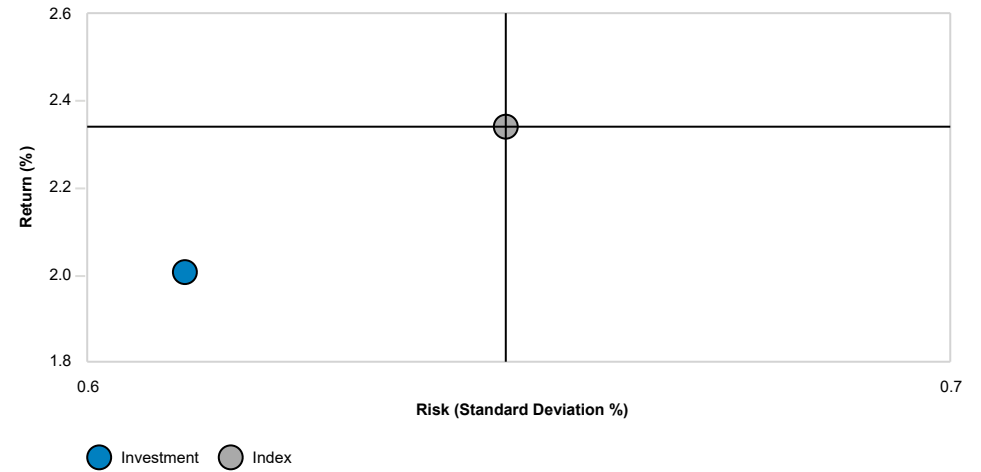 2.6
2.4
2.2
2.0
1.8
Return (%)
0.6 0.7
Risk (Standard Deviation %)
Investment Index